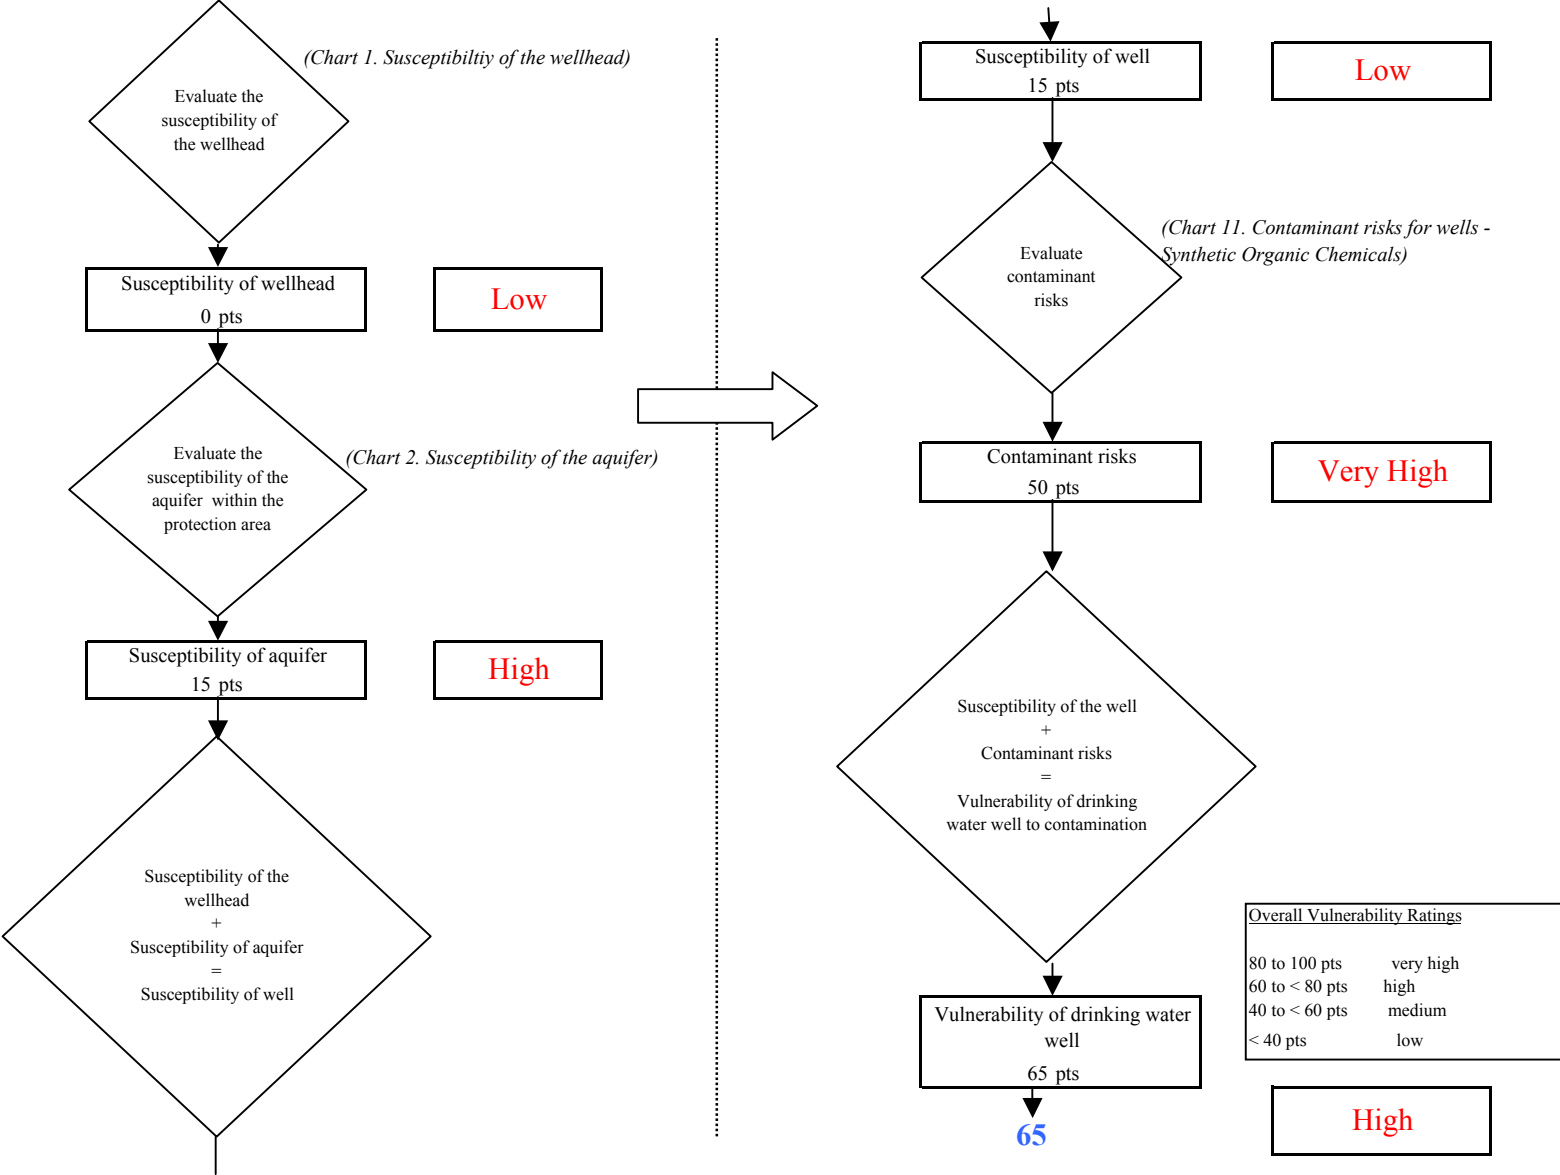 (Chart 1. Susceptibiltiy of the wellhead)
Evaluate the
susceptibility of
the wellhead
Susceptibility of wellhead
0 pts
Low
(Chart 2. Susceptibility of the aquifer)
Evaluate the
susceptibility of the
aquifer within the
protection area
Susceptibility of aquifer
15 pts
High
Susceptibility of the
wellhead
+
Susceptibility of aquifer
=
Susceptibility of well
Susceptibility of well
15 pts
Low
(Chart 11. Contaminant risks for wells -
Synthetic Organic Chemicals)
Evaluate
contaminant
risks
Contaminant risks
50 pts
Very High
Susceptibility of the well
+
Contaminant risks
=
Vulnerability of drinking
water well to contamination
Overall Vulnerability Ratings
80 to 100 pts very high
60 to < 80 pts high
40 to < 60 pts medium
< 40 pts low
Vulnerability of drinking water
well
65 pts
High
65